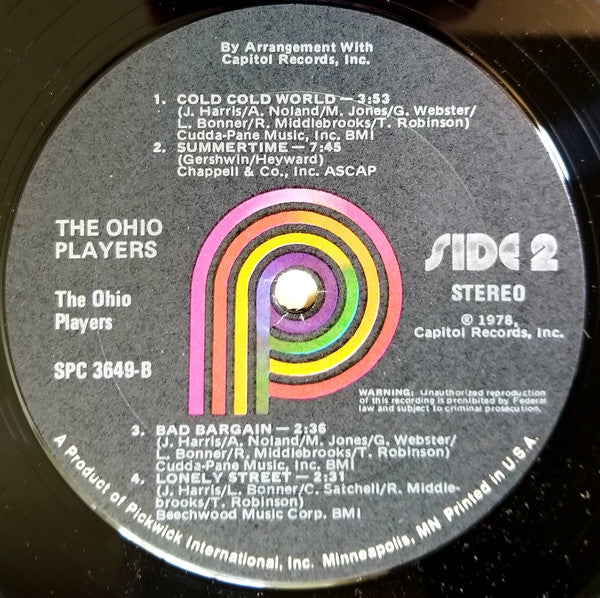 By Arrangement With
Capitol Records, Inc.
1. COLD COLD WORLD — 3:53
(J. Harris/A. Noland/M. Jones/G. Webster/
L. Bonner/R. Middlebrooks/T. Robinson)
Cudda-Pane Music, Inc. BMI
2. SUMMERTIME — 7:45
(Gershwin/Heyward)
Chappell & Co., Inc. ASCAP
THE OHIO
PLAYERS
The Ohio
Players
SPC 3649-B
SIDE 2
STEREO
℗ 1978,
Capitol Records, Inc.
WARNING: Unauthorized reproduction
of this recording is prohibited by Federal
law and subject to criminal prosecution.
3. BAD BARGAIN — 2:36
(J. Harris/A. Noland/M. Jones/G. Webster/
L. Bonner/R. Middlebrooks/T. Robinson)
Cudda-Pane Music, Inc. BMI
4. LONELY STREET — 2:31
(J. Harris/L. Bonner/C. Satchell/R. Middle-
brooks/T. Robinson)
Beechwood Music Corp. BMI
A Product of Pickwick International, Inc. Minneapolis, MN Printed in U.S.A.